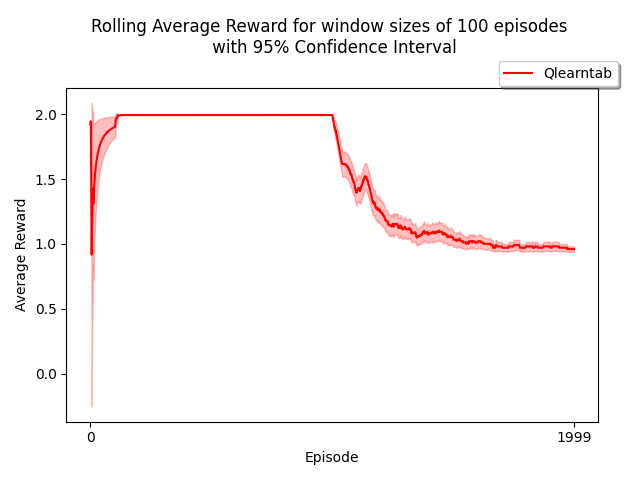 Rolling Average Reward for window sizes of 100 episodes
with 95% Confidence Interval
Qlearntab
2.0
1.5
1.0
0.5
0.0
Average Reward
0
1999
Episode